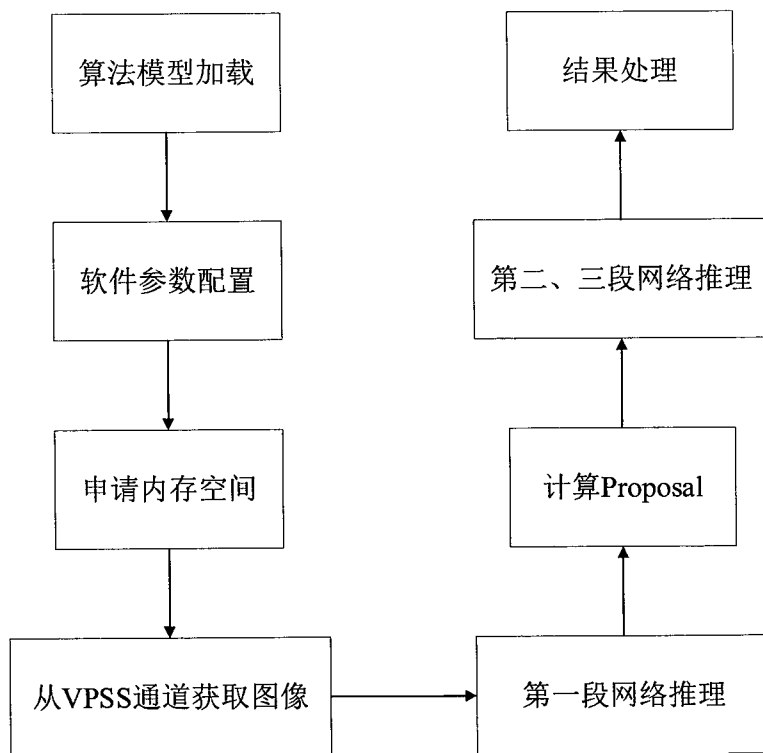 算法模型加载
软件参数配置
申请内存空间
从VPSS通道获取图像
第一段网络推理
计算Proposal
第二、三段网络推理
结果处理